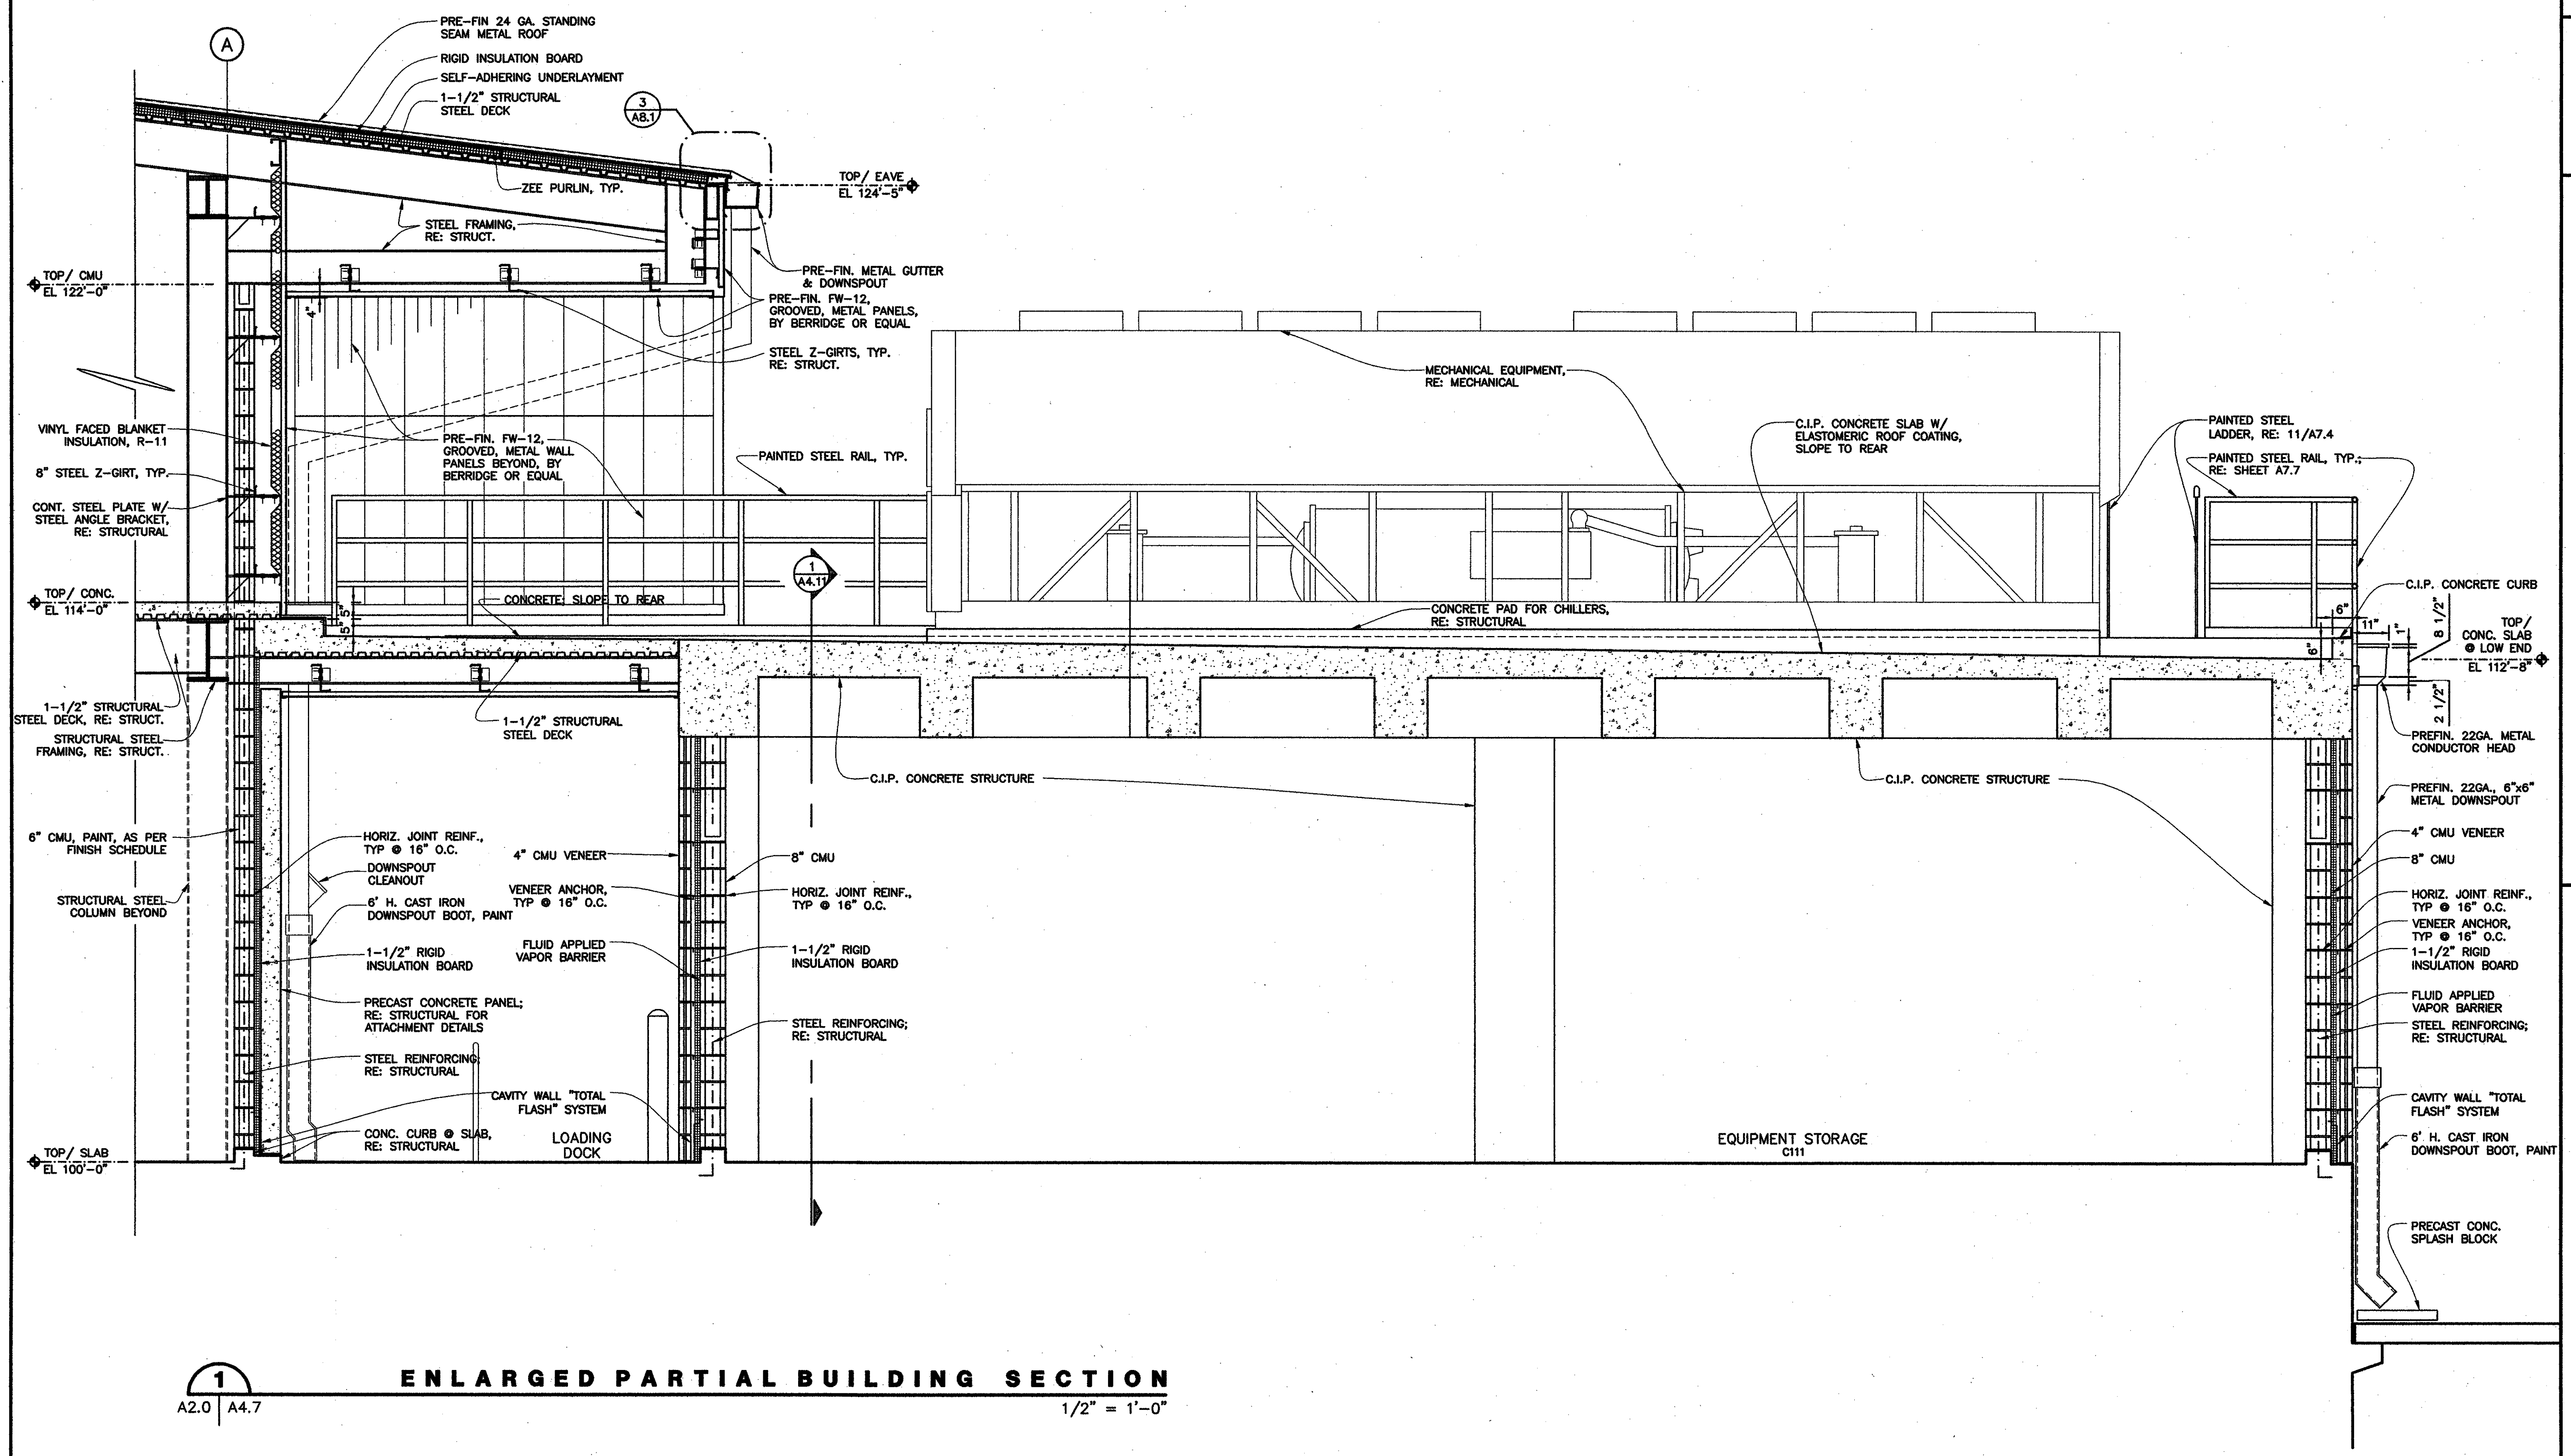 A
PRE-FIN 24 GA. STANDING
SEAM METAL ROOF
RIGID INSULATION BOARD
SELF-ADHERING UNDERLAYMENT
1-1/2" STRUCTURAL
STEEL DECK
3
A8.1
TOP/ EAVE
EL 124'-5"
ZEE PURLIN, TYP.
STEEL FRAMING,
RE: STRUCT.
TOP/ CMU
EL 122'-0"
4"
PRE-FIN. METAL GUTTER
& DOWNSPOUT
PRE-FIN. FW-12,
GROOVED, METAL PANELS,
BY BERRIDGE OR EQUAL
STEEL Z-GIRTS, TYP.
RE: STRUCT.
MECHANICAL EQUIPMENT,
RE: MECHANICAL
C.I.P. CONCRETE SLAB W/
ELASTOMERIC ROOF COATING,
SLOPE TO REAR
PAINTED STEEL
LADDER, RE: 11/A7.4
PAINTED STEEL RAIL, TYP.;
RE: SHEET A7.7
VINYL FACED BLANKET
INSULATION, R-11
8" STEEL Z-GIRT, TYP.
CONT. STEEL PLATE W/
STEEL ANGLE BRACKET,
RE: STRUCTURAL
PRE-FIN. FW-12,
GROOVED, METAL WALL
PANELS BEYOND, BY
BERRIDGE OR EQUAL
PAINTED STEEL RAIL, TYP.
1
A4.11
TOP/ CONC.
EL 114'-0"
CONCRETE; SLOPE TO REAR
5"
5"
CONCRETE PAD FOR CHILLERS,
RE: STRUCTURAL
C.I.P. CONCRETE CURB
6"
11"
1"
8 1/2"
6"
TOP/
CONC. SLAB
@ LOW END
EL 112'-8"
2 1/2"
1-1/2" STRUCTURAL
STEEL DECK, RE: STRUCT.
STRUCTURAL STEEL
FRAMING, RE: STRUCT.
1-1/2" STRUCTURAL
STEEL DECK
PREFIN. 22GA. METAL
CONDUCTOR HEAD
C.I.P. CONCRETE STRUCTURE
C.I.P. CONCRETE STRUCTURE
PREFIN. 22GA., 6"x6"
METAL DOWNSPOUT
6" CMU, PAINT, AS PER
FINISH SCHEDULE
STRUCTURAL STEEL
COLUMN BEYOND
HORIZ. JOINT REINF.,
TYP @ 16" O.C.
DOWNSPOUT
CLEANOUT
6' H. CAST IRON
DOWNSPOUT BOOT, PAINT
1-1/2" RIGID
INSULATION BOARD
PRECAST CONCRETE PANEL;
RE: STRUCTURAL FOR
ATTACHMENT DETAILS
STEEL REINFORCING;
RE: STRUCTURAL
4" CMU VENEER
VENEER ANCHOR,
TYP @ 16" O.C.
FLUID APPLIED
VAPOR BARRIER
CAVITY WALL "TOTAL
FLASH" SYSTEM
CONC. CURB @ SLAB,
RE: STRUCTURAL
LOADING
DOCK
8" CMU
HORIZ. JOINT REINF.,
TYP @ 16" O.C.
1-1/2" RIGID
INSULATION BOARD
STEEL REINFORCING;
RE: STRUCTURAL
EQUIPMENT STORAGE
C111
4" CMU VENEER
8" CMU
HORIZ. JOINT REINF.,
TYP @ 16" O.C.
VENEER ANCHOR,
TYP @ 16" O.C.
1-1/2" RIGID
INSULATION BOARD
FLUID APPLIED
VAPOR BARRIER
STEEL REINFORCING;
RE: STRUCTURAL
CAVITY WALL "TOTAL
FLASH" SYSTEM
6' H. CAST IRON
DOWNSPOUT BOOT, PAINT
PRECAST CONC.
SPLASH BLOCK
TOP/ SLAB
EL 100'-0"
1
A2.0 A4.7
ENLARGED PARTIAL BUILDING SECTION
1/2" = 1'-0"